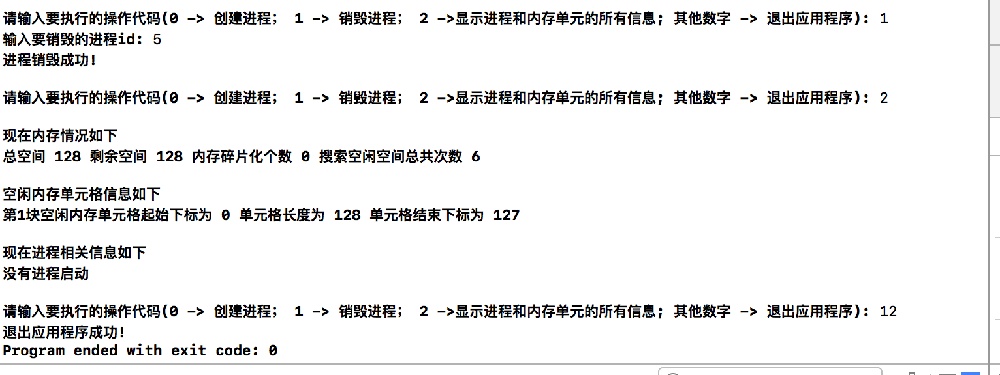 请输入要执行的操作代码(0 -> 创建进程; 1 -> 销毁进程; 2 ->显示进程和内存单元的所有信息; 其他数字 -> 退出应用程序): 1
输入要销毁的进程id: 5
进程销毁成功!
请输入要执行的操作代码(0 -> 创建进程; 1 -> 销毁进程; 2 ->显示进程和内存单元的所有信息; 其他数字 -> 退出应用程序): 2
现在内存情况如下
总空间 128 剩余空间 128 内存碎片化个数 0 搜索空闲空间总共次数 6
空闲内存单元格信息如下
第1块空闲内存单元格起始下标为 0 单元格长度为 128 单元格结束下标为 127
现在进程相关信息如下
没有进程启动
请输入要执行的操作代码(0 -> 创建进程; 1 -> 销毁进程; 2 ->显示进程和内存单元的所有信息; 其他数字 -> 退出应用程序): 12
退出应用程序成功!
Program ended with exit code: 0